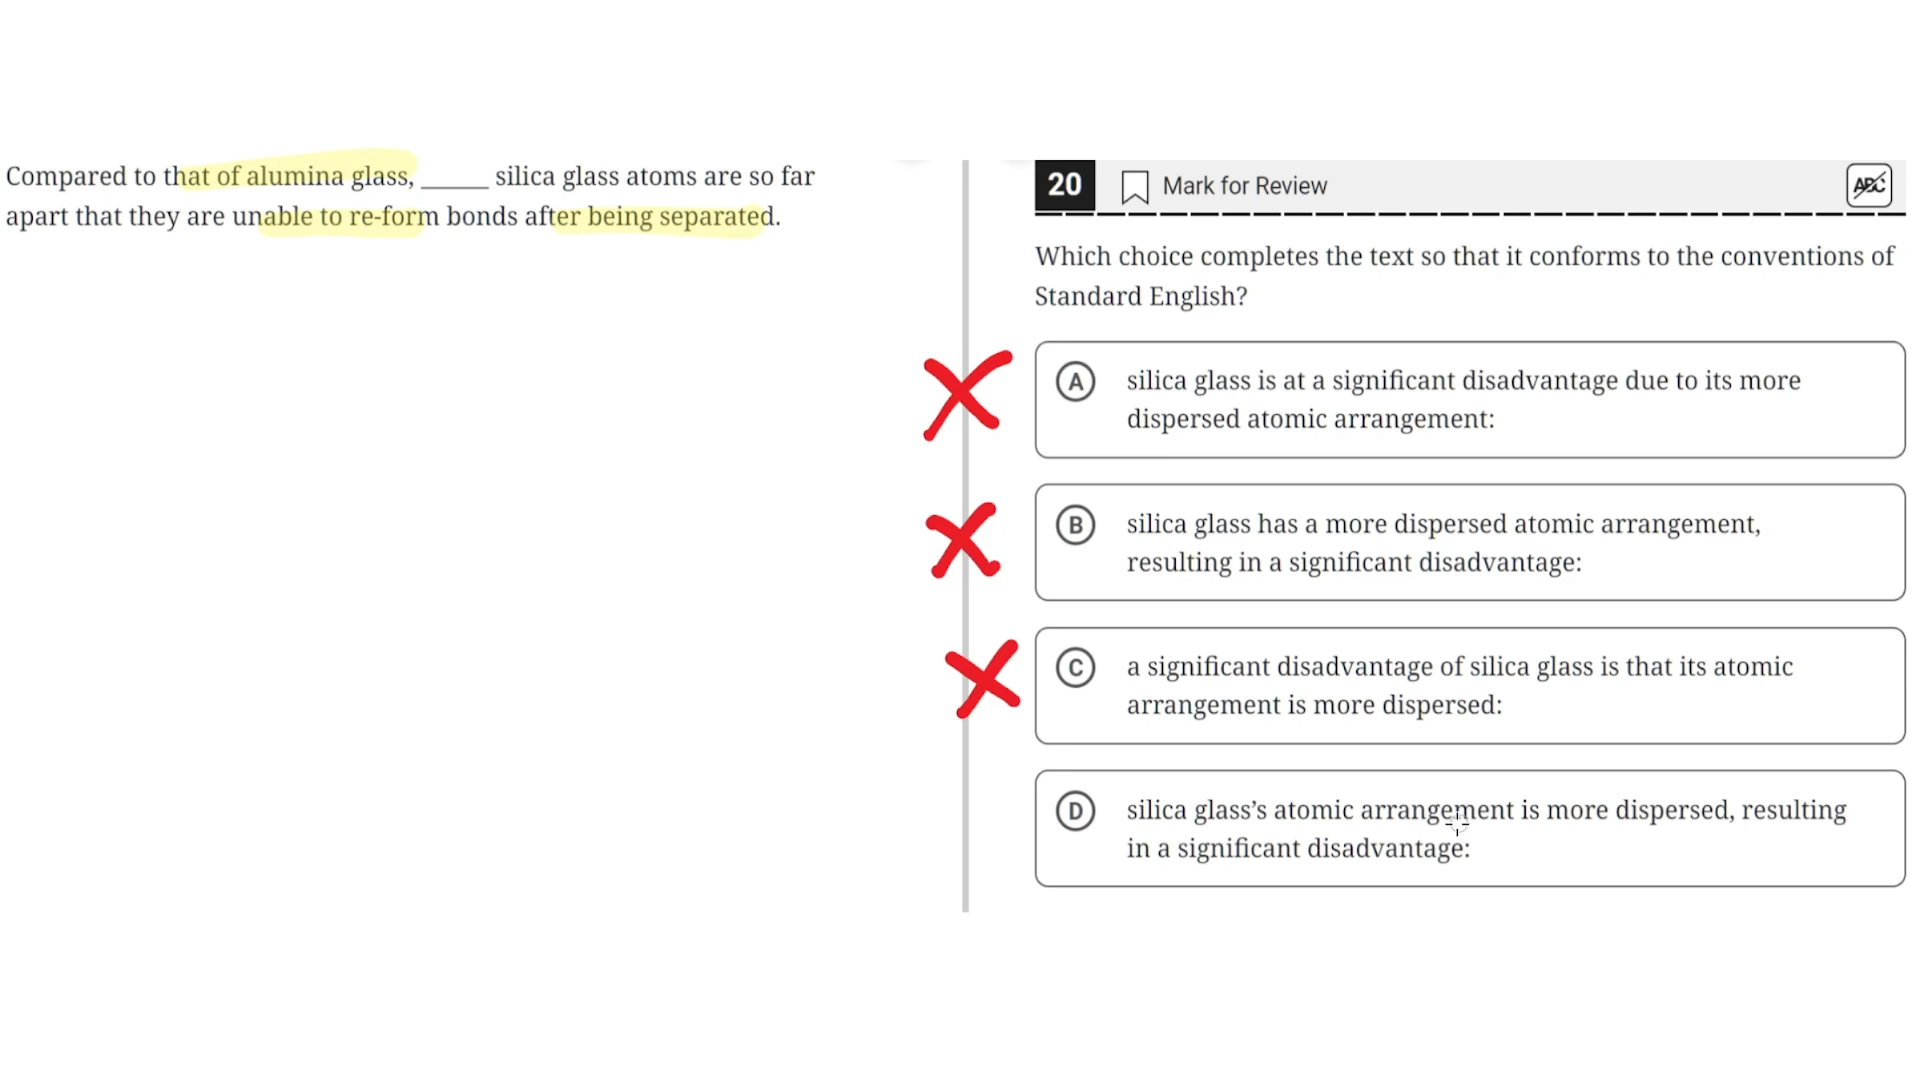 Compared to that of alumina glass, ______ silica glass atoms are so far
apart that they are unable to re-form bonds after being separated.
20 Mark for Review ABC
Which choice completes the text so that it conforms to the conventions of
Standard English?
A silica glass is at a significant disadvantage due to its more
dispersed atomic arrangement:
B silica glass has a more dispersed atomic arrangement,
resulting in a significant disadvantage:
C a significant disadvantage of silica glass is that its atomic
arrangement is more dispersed:
D silica glass’s atomic arrangement is more dispersed, resulting
in a significant disadvantage: